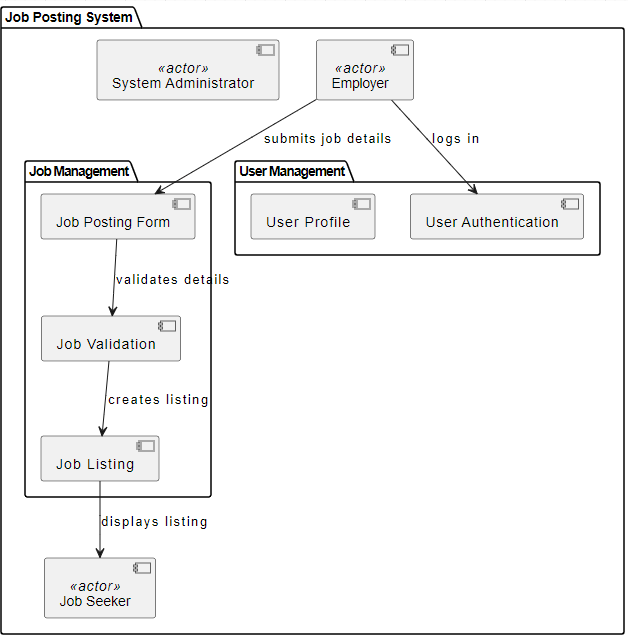 Job Posting System
«actor»
System Administrator
«actor»
Employer
submits job details
logs in
Job Management
User Management
Job Posting Form
User Profile
User Authentication
validates details
Job Validation
creates listing
Job Listing
displays listing
«actor»
Job Seeker